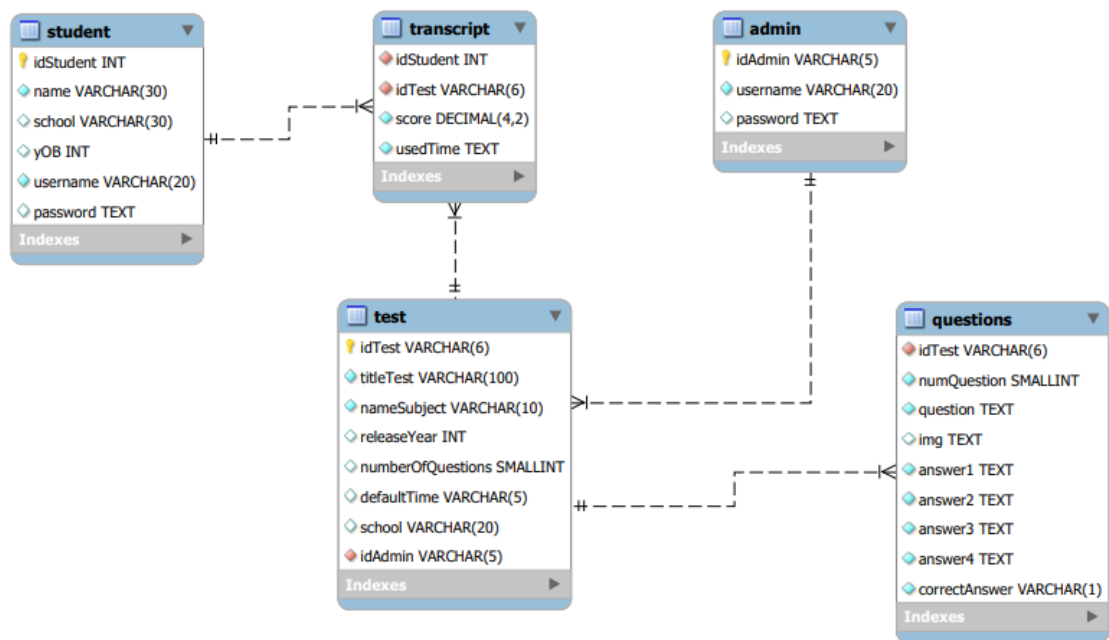 student
idStudent INT
name VARCHAR(30)
school VARCHAR(30)
yOB INT
username VARCHAR(20)
password TEXT
Indexes
transcript
idStudent INT
idTest VARCHAR(6)
score DECIMAL(4,2)
usedTime TEXT
Indexes
admin
idAdmin VARCHAR(5)
username VARCHAR(20)
password TEXT
Indexes
test
idTest VARCHAR(6)
titleTest VARCHAR(100)
nameSubject VARCHAR(10)
releaseYear INT
numberOfQuestions SMALLINT
defaultTime VARCHAR(5)
school VARCHAR(20)
idAdmin VARCHAR(5)
Indexes
questions
idTest VARCHAR(6)
numQuestion SMALLINT
question TEXT
img TEXT
answer1 TEXT
answer2 TEXT
answer3 TEXT
answer4 TEXT
correctAnswer VARCHAR(1)
Indexes